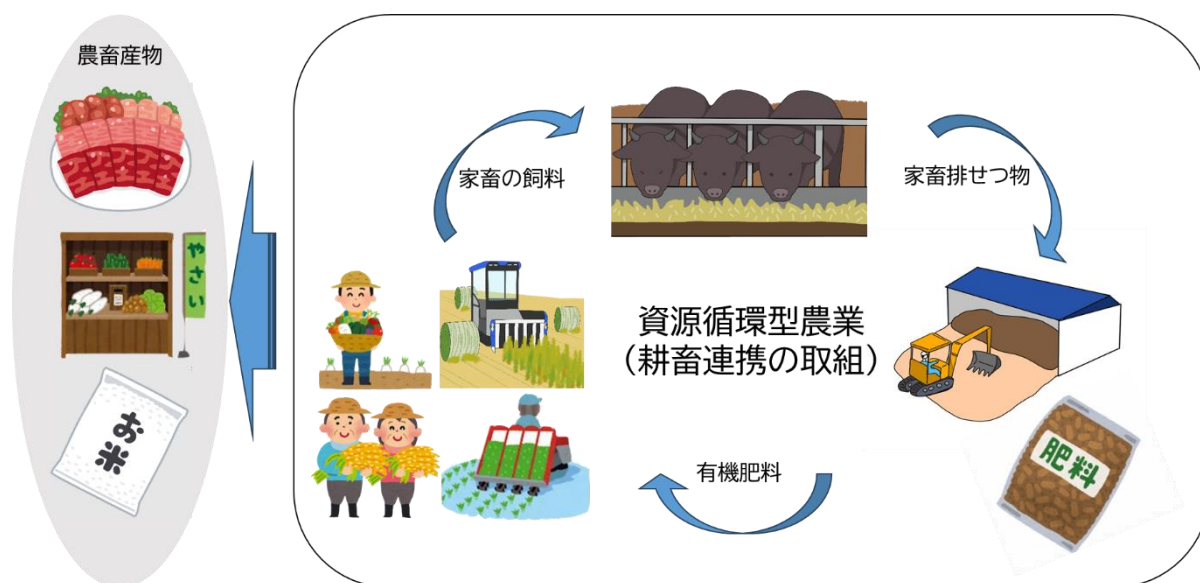 農畜産物
やさい
お米
家畜の飼料
家畜排せつ物
資源循環型農業
（耕畜連携の取組）
肥料
有機肥料